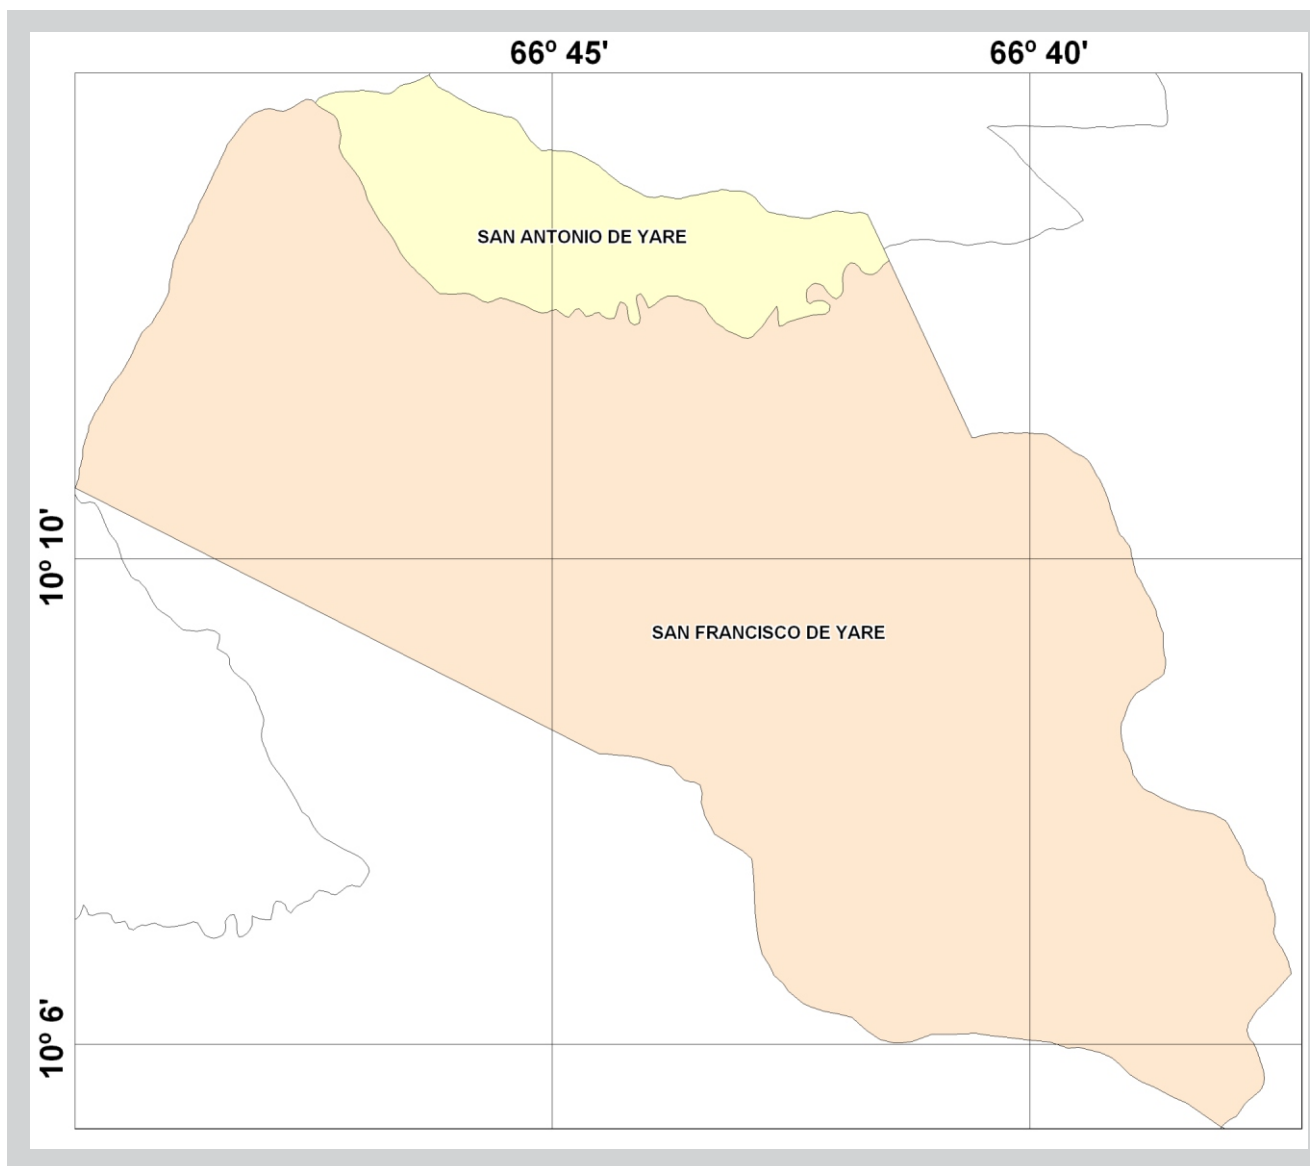 66º 45'
66º 40'
SAN ANTONIO DE YARE
10º 10'
SAN FRANCISCO DE YARE
10º 6'